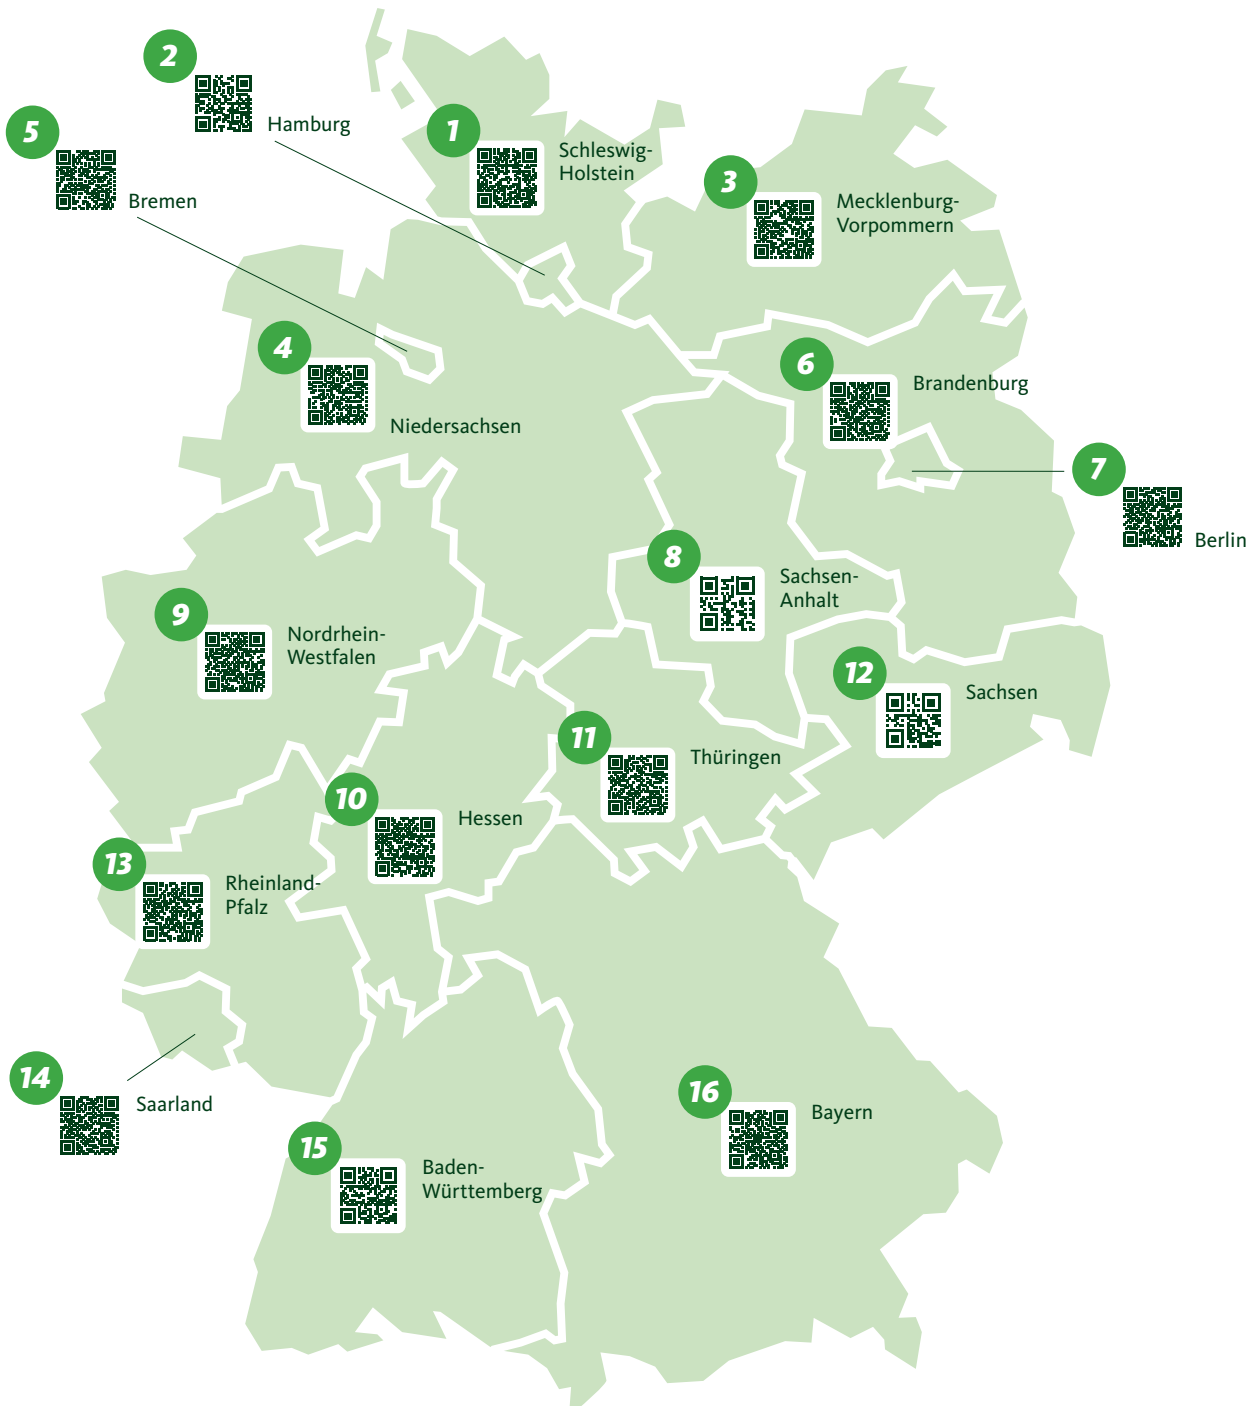 1
Schleswig-
Holstein
2
Hamburg
3
Mecklenburg-
Vorpommern
4
Niedersachsen
5
Bremen
6
Brandenburg
7
Berlin
8
Sachsen-
Anhalt
9
Nordrhein-
Westfalen
10
Hessen
11
Thüringen
12
Sachsen
13
Rheinland-
Pfalz
14
Saarland
15
Baden-
Württemberg
16
Bayern